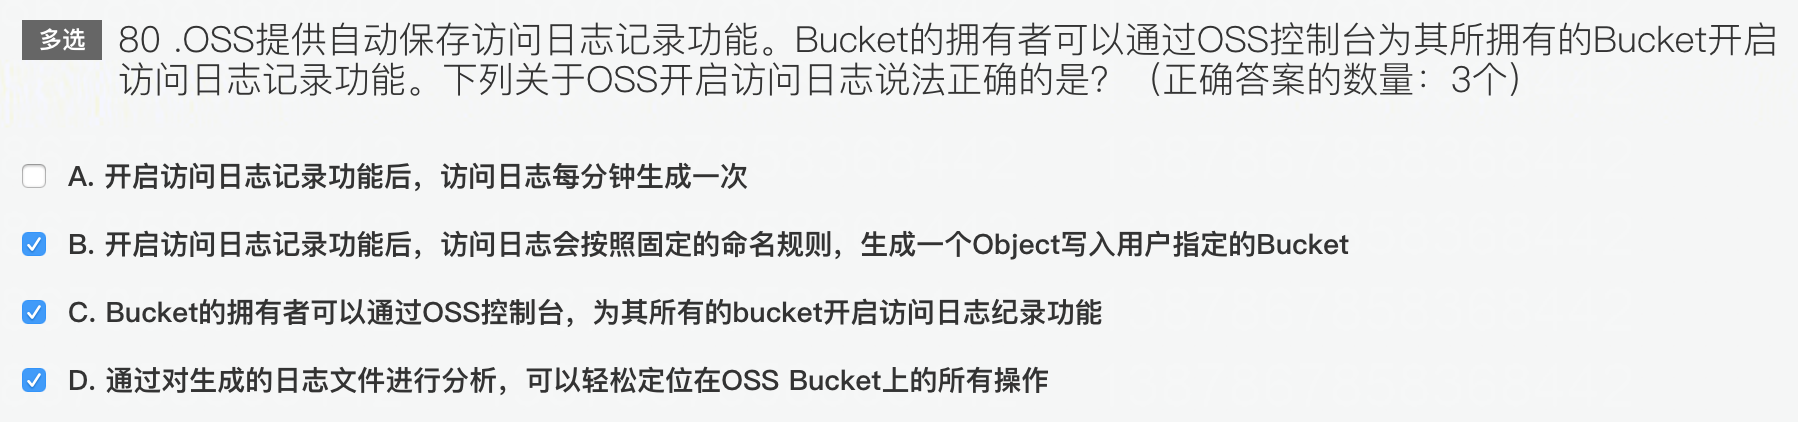 多选 80 .OSS提供自动保存访问日志记录功能。Bucket的拥有者可以通过OSS控制台为其所拥有的Bucket开启
访问日志记录功能。下列关于OSS开启访问日志说法正确的是？（正确答案的数量：3个）
A. 开启访问日志记录功能后，访问日志每分钟生成一次
B. 开启访问日志记录功能后，访问日志会按照固定的命名规则，生成一个Object写入用户指定的Bucket
C. Bucket的拥有者可以通过OSS控制台，为其所有的bucket开启访问日志纪录功能
D. 通过对生成的日志文件进行分析，可以轻松定位在OSS Bucket上的所有操作